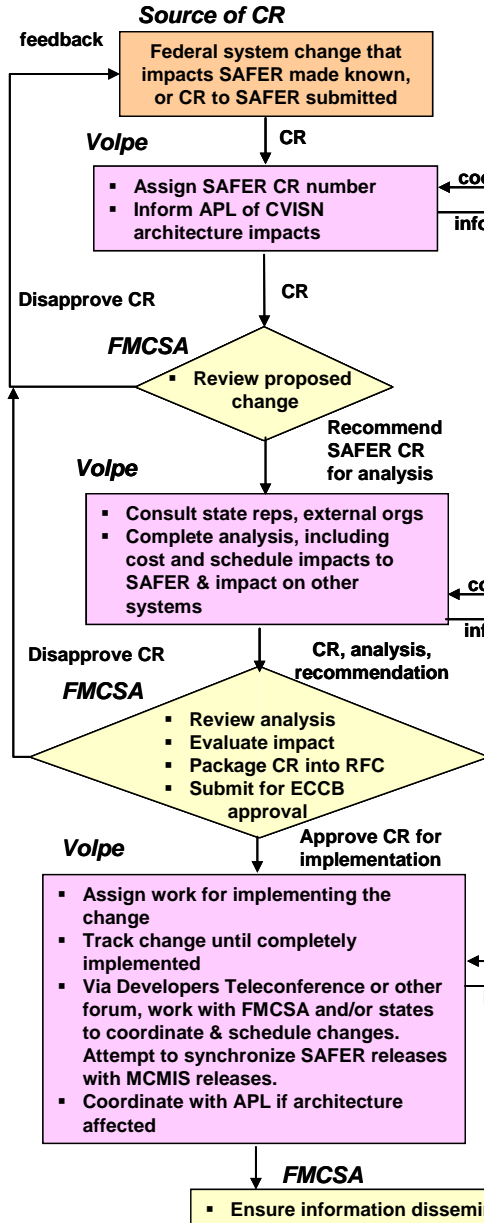 Source of CR
feedback
Federal system change that
impacts SAFER made known,
or CR to SAFER submitted
Volpe
CR
▪ Assign SAFER CR number
▪ Inform APL of CVISN
architecture impacts
CR
Disapprove CR
FMCSA
▪ Review proposed
change
Recommend
SAFER CR
for analysis
Volpe
▪ Consult state reps, external orgs
▪ Complete analysis, including
cost and schedule impacts to
SAFER & impact on other
systems
CR, analysis,
recommendation
Disapprove CR
FMCSA
▪ Review analysis
▪ Evaluate impact
▪ Package CR into RFC
▪ Submit for ECCB
approval
Approve CR for
implementation
Volpe
▪ Assign work for implementing the
change
▪ Track change until completely
implemented
▪ Via Developers Teleconference or other
forum, work with FMCSA and/or states
to coordinate & schedule changes.
Attempt to synchronize SAFER releases
with MCMIS releases.
▪ Coordinate with APL if architecture
affected
FMCSA
▪ Ensure information